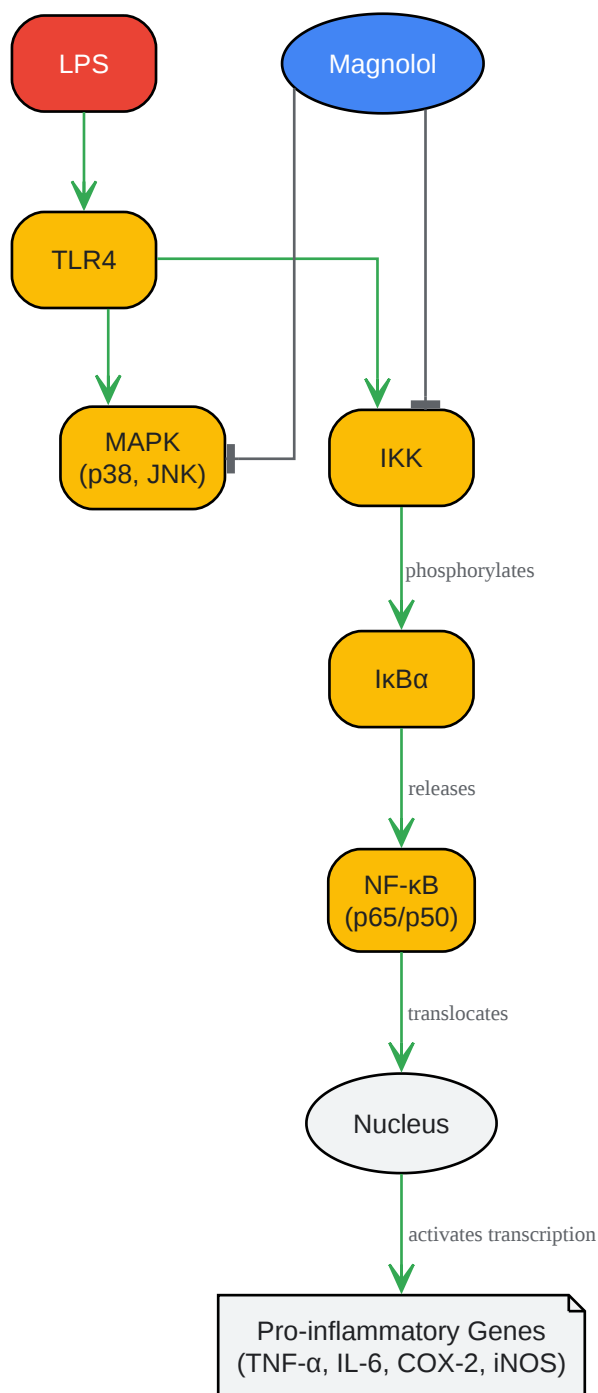 LPS
Magnolol
TLR4
MAPK
(p38, JNK)
IKK
phosphorylates
IκBα
releases
NF-κB
(p65/p50)
translocates
Nucleus
activates transcription
Pro-inflammatory Genes
(TNF-α, IL-6, COX-2, iNOS)